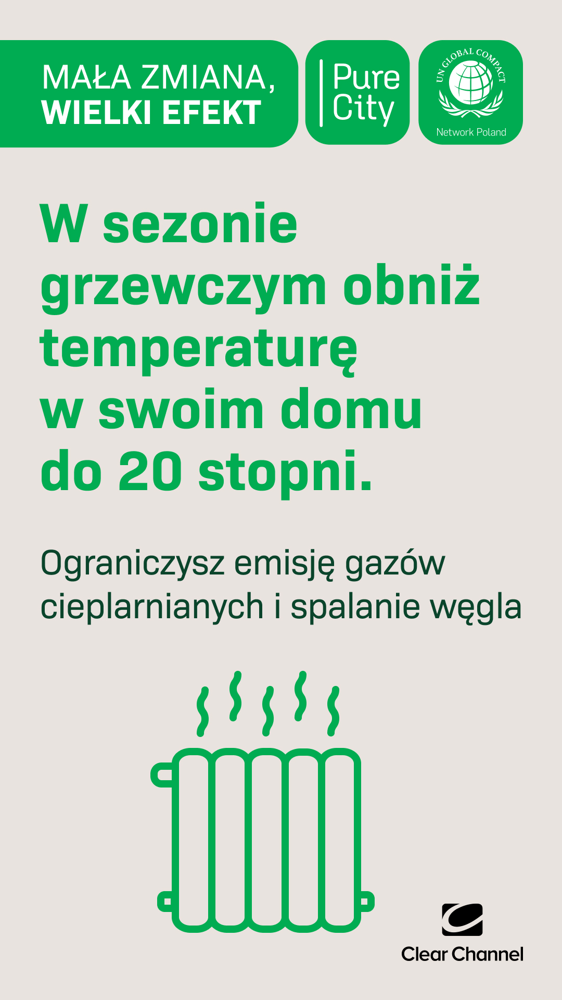 MAŁA ZMIANA,
WIELKI EFEKT
Pure
City
UN GLOBAL COMPACT
Network Poland
W sezonie
grzewczym obniż
temperaturę
w swoim domu
do 20 stopni.
Ograniczysz emisję gazów
cieplarnianych i spalanie węgla
Clear Channel